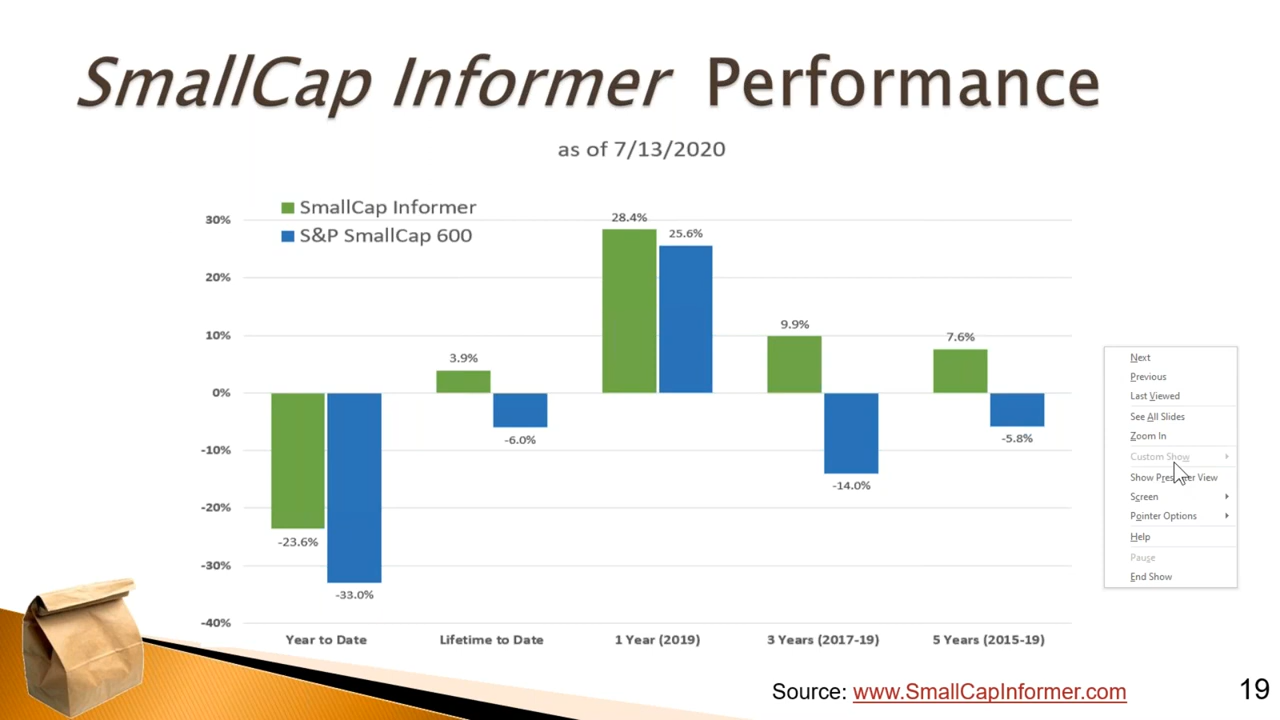 SmallCap Informer Performance
as of 7/13/2020
SmallCap Informer
S&P SmallCap 600
30%
20%
10%
0%
-10%
-20%
-30%
-40%
-23.6%
-33.0%
3.9%
-6.0%
28.4%
25.6%
9.9%
-14.0%
7.6%
-5.8%
Year to Date
Lifetime to Date
1 Year (2019)
3 Years (2017-19)
5 Years (2015-19)
Next
Previous
Last Viewed
See All Slides
Zoom In
Custom Show
Show View
Screen
Pointer Options
Help
Pause
End Show
Source: www.SmallCapInformer.com
19